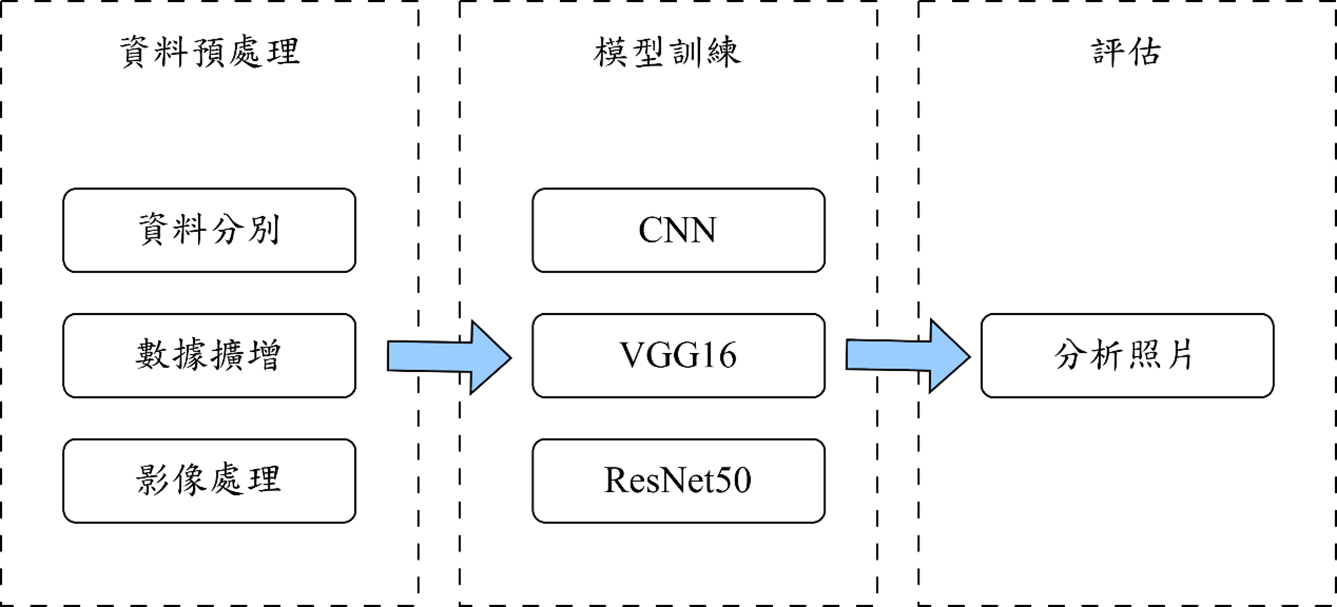 資料預處理
資料分別
數據擴增
影像處理
模型訓練
CNN
VGG16
ResNet50
評估
分析照片